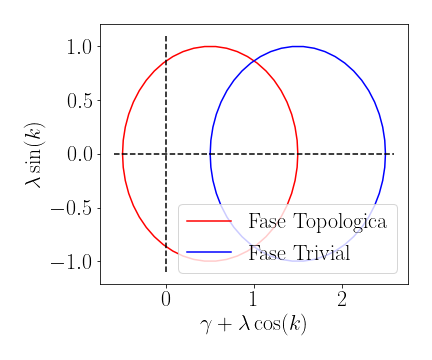 1.0
0.5
0.0
−0.5
−1.0
λ sin(k)
Fase Topologica
Fase Trivial
0 1 2
γ + λ cos(k)